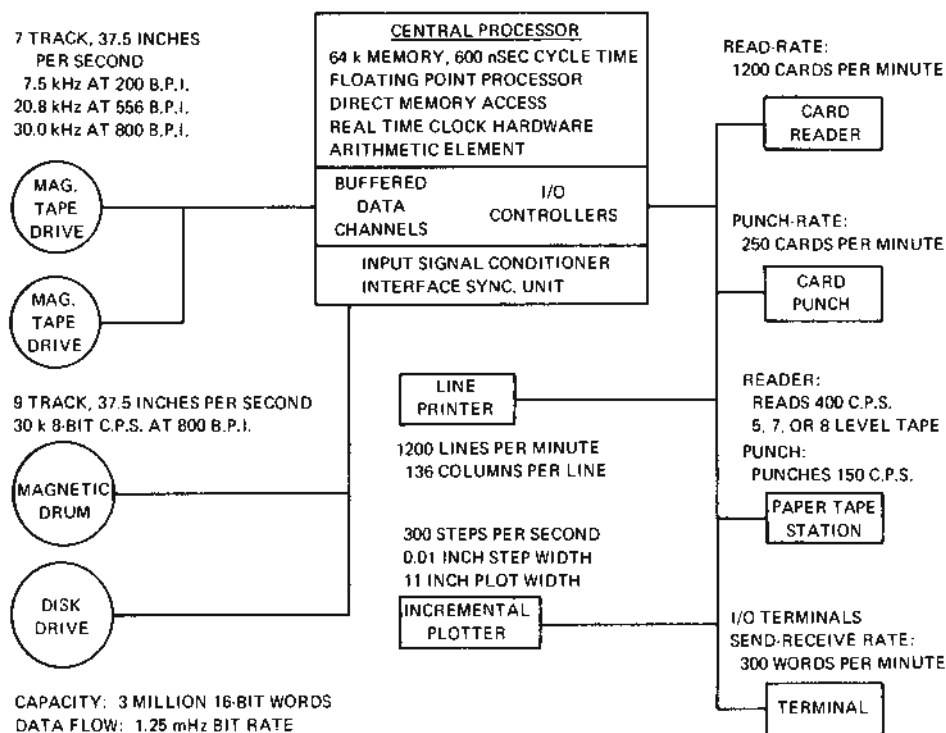 7 TRACK, 37.5 INCHES
PER SECOND
7.5 kHz AT 200 B.P.I.
20.8 kHz AT 556 B.P.I.
30.0 kHz AT 800 B.P.I.
MAG.
TAPE
DRIVE
MAG.
TAPE
DRIVE
9 TRACK, 37.5 INCHES PER SECOND
30 k 8-BIT C.P.S. AT 800 B.P.I.
MAGNETIC
DRUM
DISK
DRIVE
CAPACITY: 3 MILLION 16-BIT WORDS
DATA FLOW: 1.25 mHz BIT RATE
CENTRAL PROCESSOR
64 k MEMORY, 600 nSEC CYCLE TIME
FLOATING POINT PROCESSOR
DIRECT MEMORY ACCESS
REAL TIME CLOCK HARDWARE
ARITHMETIC ELEMENT
BUFFERED
DATA
CHANNELS
I/O
CONTROLLERS
INPUT SIGNAL CONDITIONER
INTERFACE SYNC. UNIT
LINE
PRINTER
1200 LINES PER MINUTE
136 COLUMNS PER LINE
300 STEPS PER SECOND
0.01 INCH STEP WIDTH
11 INCH PLOT WIDTH
INCREMENTAL
PLOTTER
READ-RATE:
1200 CARDS PER MINUTE
CARD
READER
PUNCH-RATE:
250 CARDS PER MINUTE
CARD
PUNCH
READER:
READS 400 C.P.S.
5, 7, OR 8 LEVEL TAPE
PUNCH:
PUNCHES 150 C.P.S.
PAPER TAPE
STATION
I/O TERMINALS
SEND-RECEIVE RATE:
300 WORDS PER MINUTE
TERMINAL